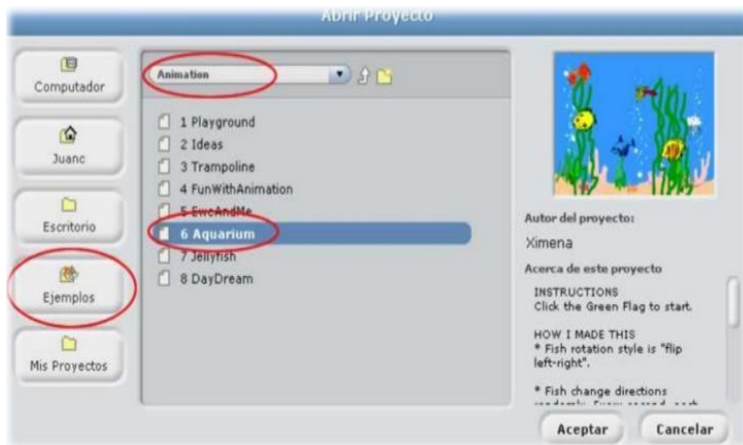 Abrir Proyecto
Computador
Juanc
Escritorio
Ejemplos
Mis Proyectos
Animation
1 Playground
2 Ideas
3 Trampoline
4 FunWithAnimation
5 EweAndMe
6 Aquarium
7 Jellyfish
8 DayDream
Autor del proyecto:
Ximena
Acerca de este proyecto
INSTRUCTIONS
Click the Green Flag to start.
HOW I MADE THIS
* Fish rotation style is "flip
left-right".
* Fish change directions
Aceptar
Cancelar